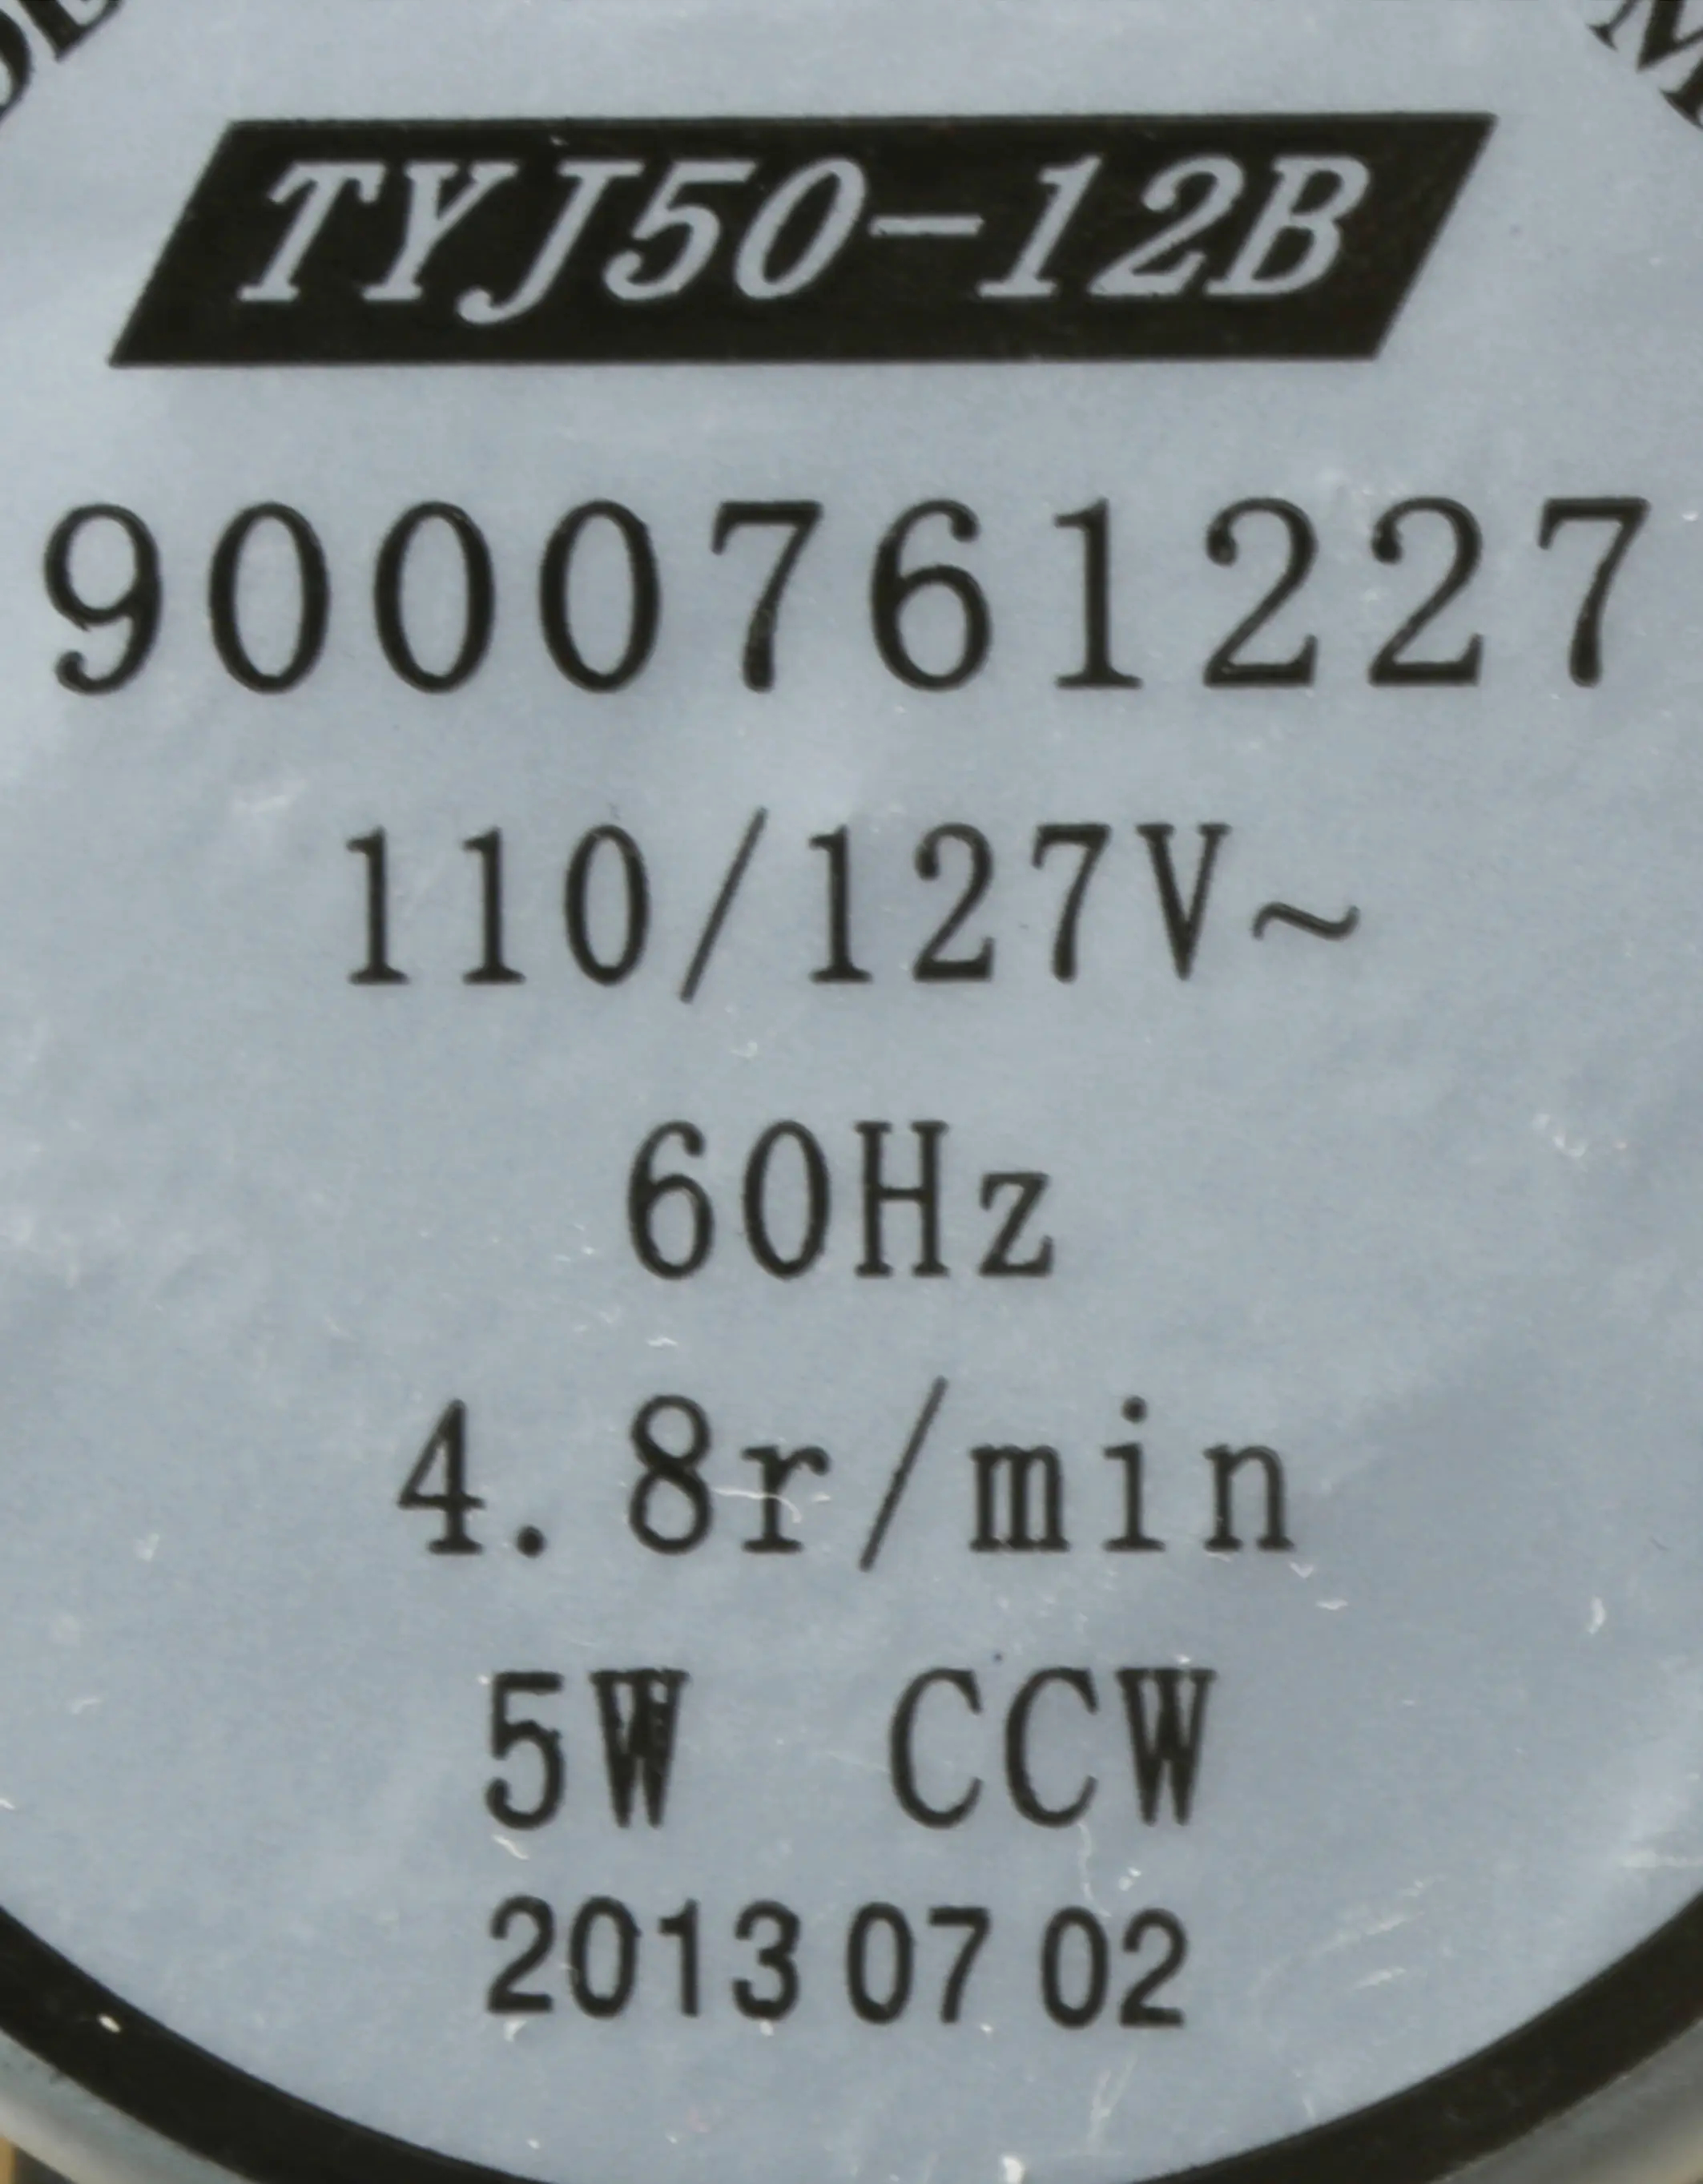 TYJ50-12B
9000761227
110/127V~
60Hz
4.8r/min
5W CCW
2013 07 02